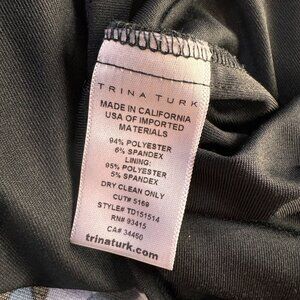 TRINA TURK
MADE IN CALIFORNIA
USA OF IMPORTED
MATERIALS
94% POLYESTER
6% SPANDEX
LINING:
95% POLYESTER
5% SPANDEX
DRY CLEAN ONLY
CUT# 5169
STYLE# TD151514
RN# 93415
CA# 34460
trinaturk.com